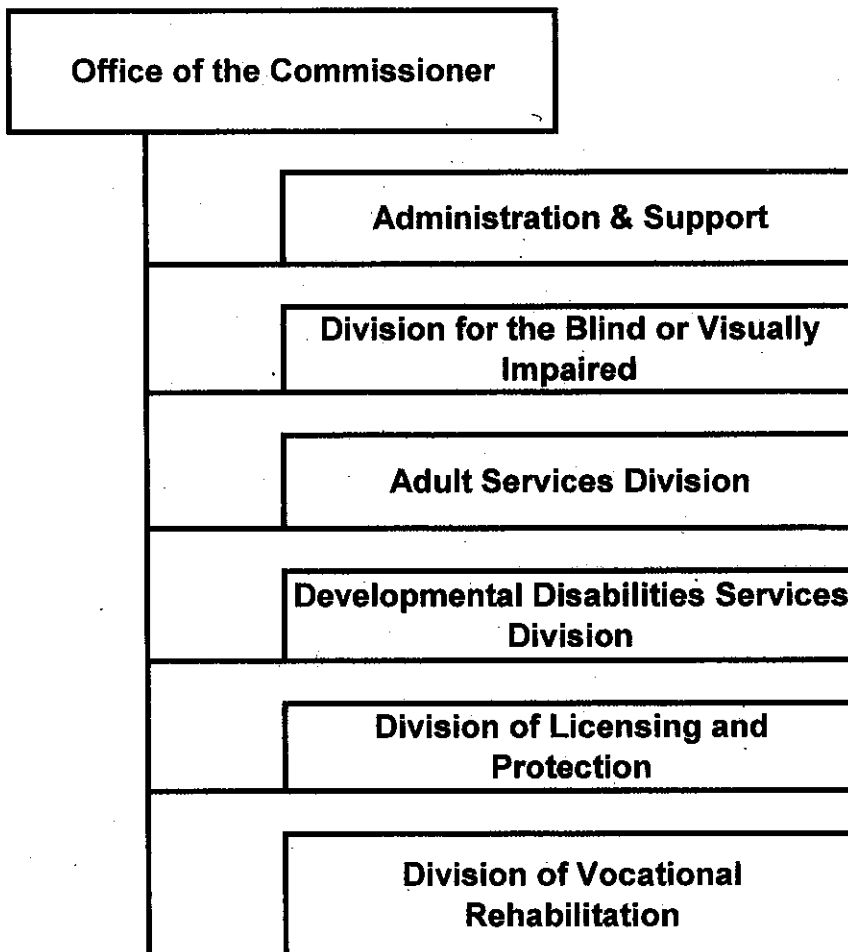 Office of the Commissioner
Administration & Support
Division for the Blind or Visually
Impaired
Adult Services Division
Developmental Disabilities Services
Division
Division of Licensing and
Protection
Division of Vocational
Rehabilitation